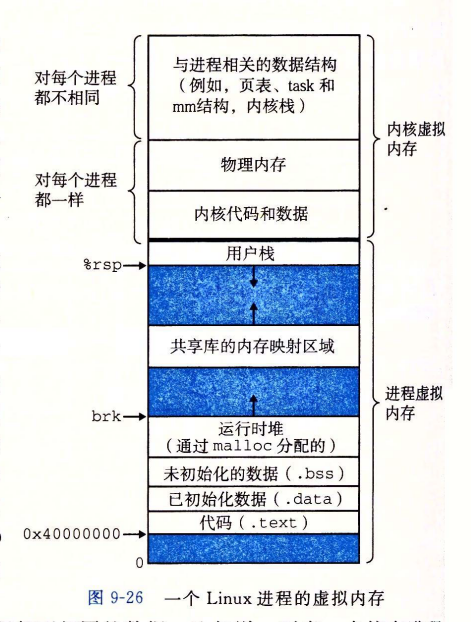 与进程相关的数据结构
（例如，页表、task 和
mm结构，内核栈）
对每个进程
都不相同
物理内存
内核代码和数据
对每个进程
都一样
内核虚拟
内存
用户栈
%rsp
共享库的内存映射区域
brk
运行时堆
（通过 malloc 分配的）
未初始化的数据（.bss）
已初始化数据（.data）
代码（.text）
0x40000000
0
进程虚拟
内存
图 9-26 一个 Linux 进程的虚拟内存